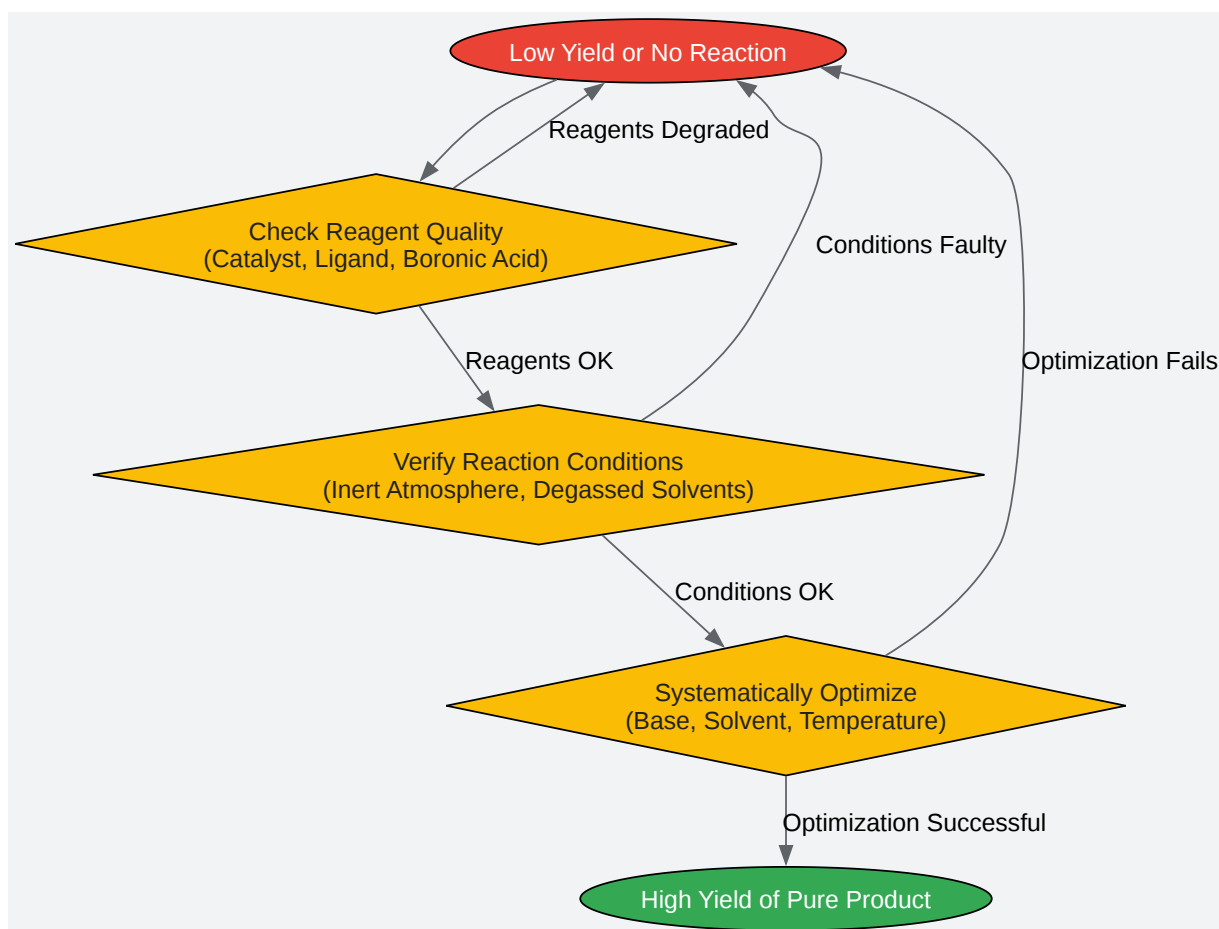 Low Yield or No Reaction
Reagents Degraded
Check Reagent Quality
(Catalyst, Ligand, Boronic Acid)
Conditions Faulty
Reagents OK
Optimization Fails
Verify Reaction Conditions
(Inert Atmosphere, Degassed Solvents)
Conditions OK
Systematically Optimize
(Base, Solvent, Temperature)
Optimization Successful
High Yield of Pure Product